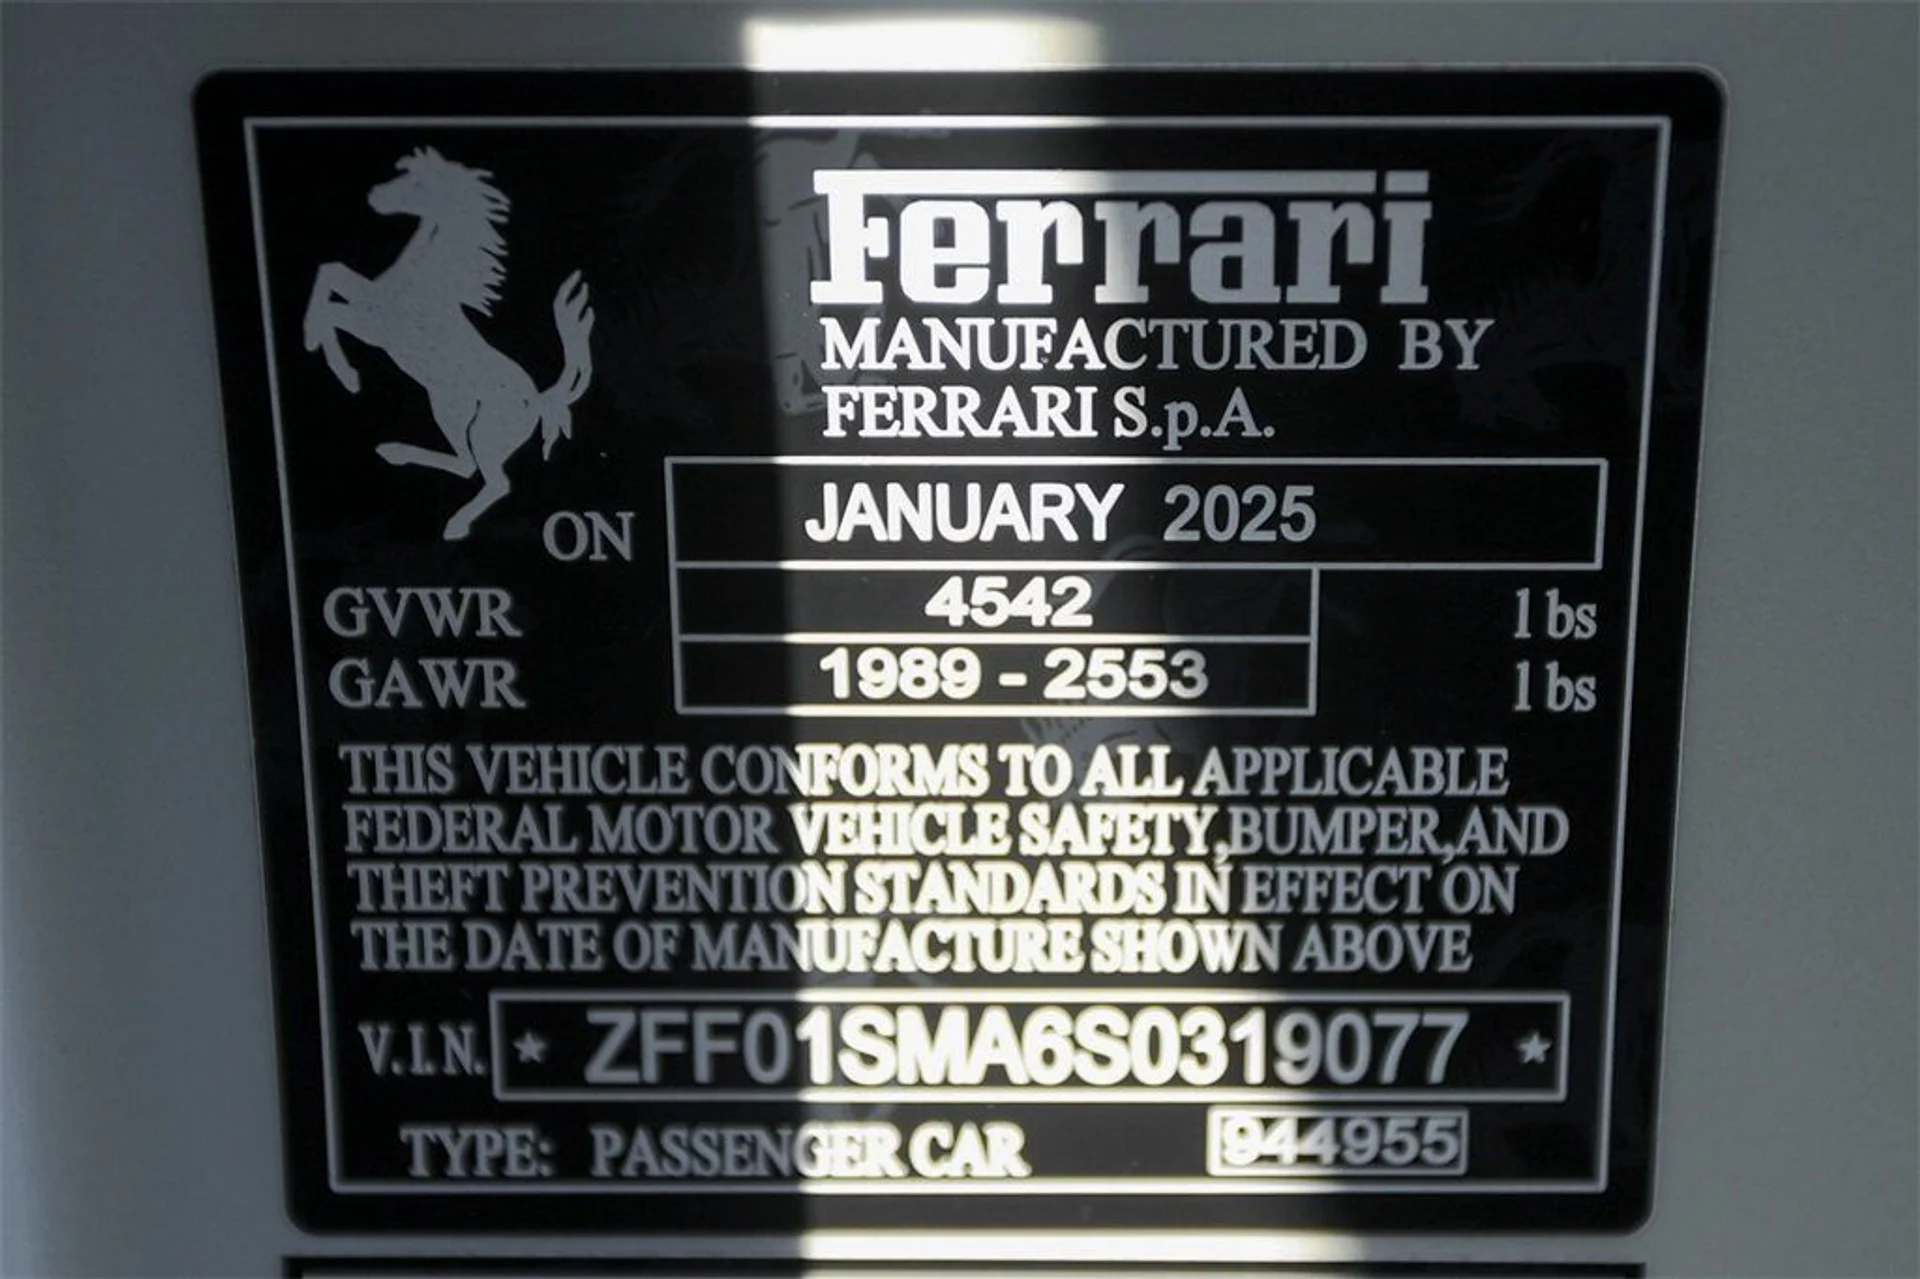 Ferrari
MANUFACTURED BY
FERRARI S.p.A.
ON JANUARY 2025
GVWR 4542 lbs
GAWR 1989 - 2553 lbs
THIS VEHICLE CONFORMS TO ALL APPLICABLE
FEDERAL MOTOR VEHICLE SAFETY,BUMPER,AND
THEFT PREVENTION STANDARDS IN EFFECT ON
THE DATE OF MANUFACTURE SHOWN ABOVE
V.I.N. ★ ZFF01SMA6S0319077 ★
TYPE: PASSENGER CAR 944955